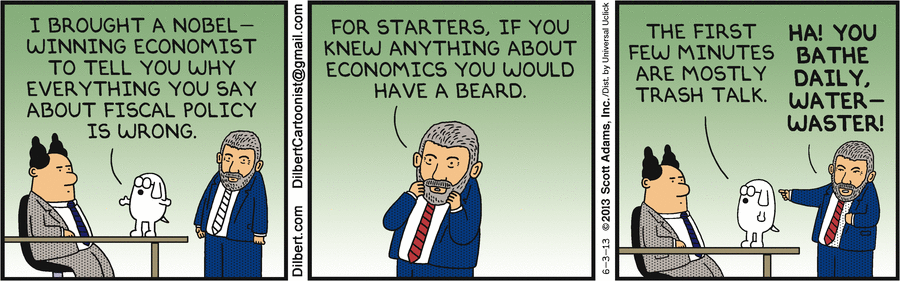 I BROUGHT A NOBEL-
WINNING ECONOMIST
TO TELL YOU WHY
EVERYTHING YOU SAY
ABOUT FISCAL POLICY
IS WRONG.
Dilbert.com DilbertCartoonist@gmail.com
FOR STARTERS, IF YOU
KNEW ANYTHING ABOUT
ECONOMICS YOU WOULD
HAVE A BEARD.
6-3-13 © 2013 Scott Adams, Inc. /Dist. by Universal Uclick
THE FIRST
FEW MINUTES
ARE MOSTLY
TRASH TALK.
HA! YOU
BATHE
DAILY,
WATER-
WASTER!